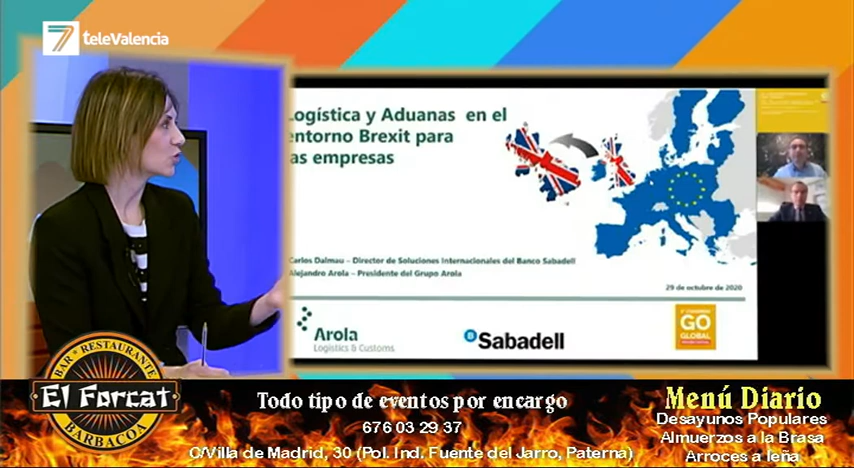 7 teleValencia
Logística y Aduanas en el
entorno Brexit para
as empresas
Carlos Dalmau – Director de Soluciones Internacionales del Banco Sabadell
Alejandro Arola – Presidente del Grupo Arola
29 de octubre de 2020
Arola
Logistics & Customs
B Sabadell
GO
GLOBAL
BAR * RESTAURANTE
El Forcat
BARBACOA
Todo tipo de eventos por encargo
676 03 29 37
C/Villa de Madrid, 30 (Pol. Ind. Fuente del Jarro, Paterna)
Menú Diario
Desayunos Populares
Almuerzos a la Brasa
Arroces a leña